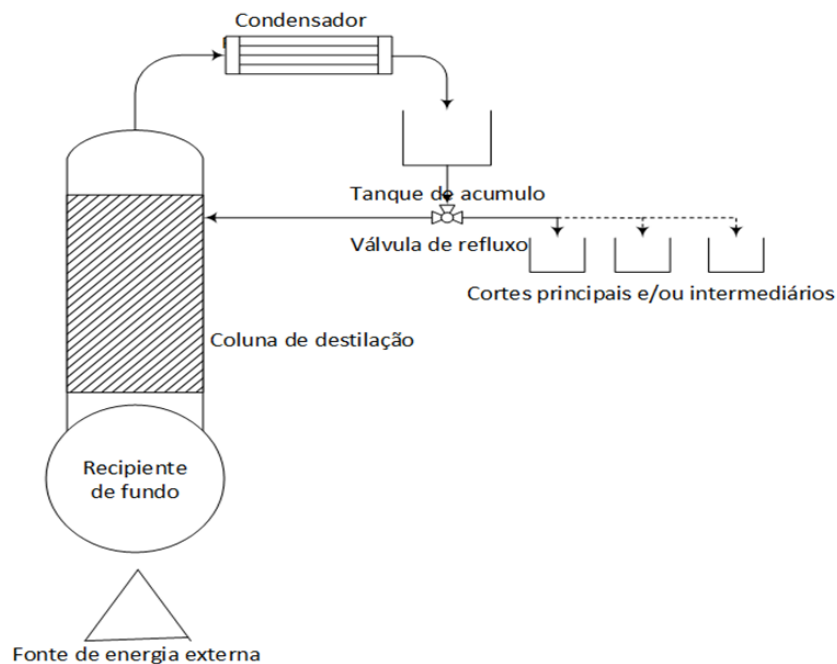 Condensador
Tanque de acumulo
Válvula de refluxo
Cortes principais e/ou intermediários
Coluna de destilação
Recipiente
de fundo
Fonte de energia externa